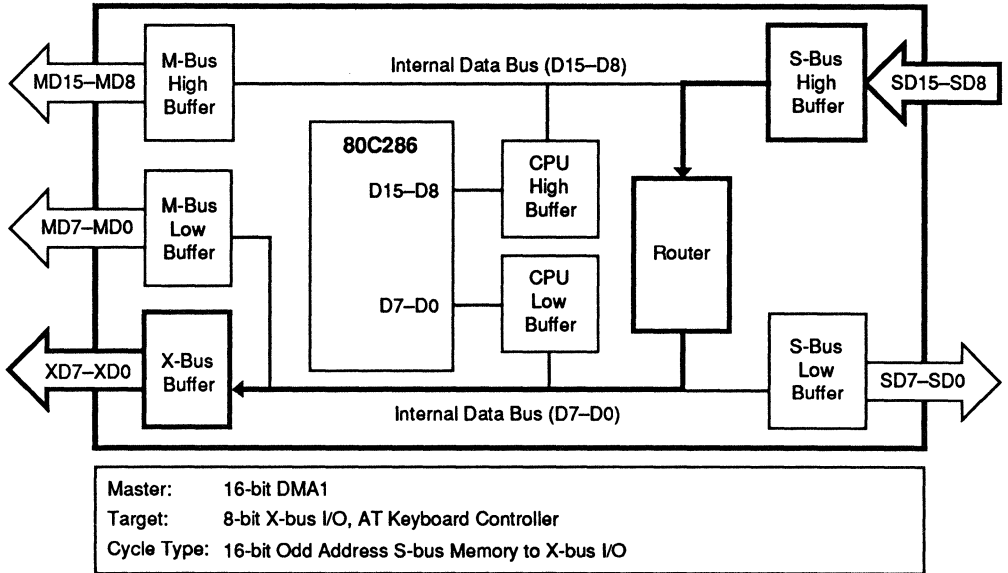 MD15–MD8
M-Bus
High
Buffer
Internal Data Bus (D15–D8)
S-Bus
High
Buffer
SD15–SD8
80C286
D15–D8
CPU
High
Buffer
MD7–MD0
M-Bus
Low
Buffer
Router
D7–D0
CPU
Low
Buffer
XD7–XD0
X-Bus
Buffer
S-Bus
Low
Buffer
SD7–SD0
Internal Data Bus (D7–D0)
Master: 16-bit DMA1
Target: 8-bit X-bus I/O, AT Keyboard Controller
Cycle Type: 16-bit Odd Address S-bus Memory to X-bus I/O